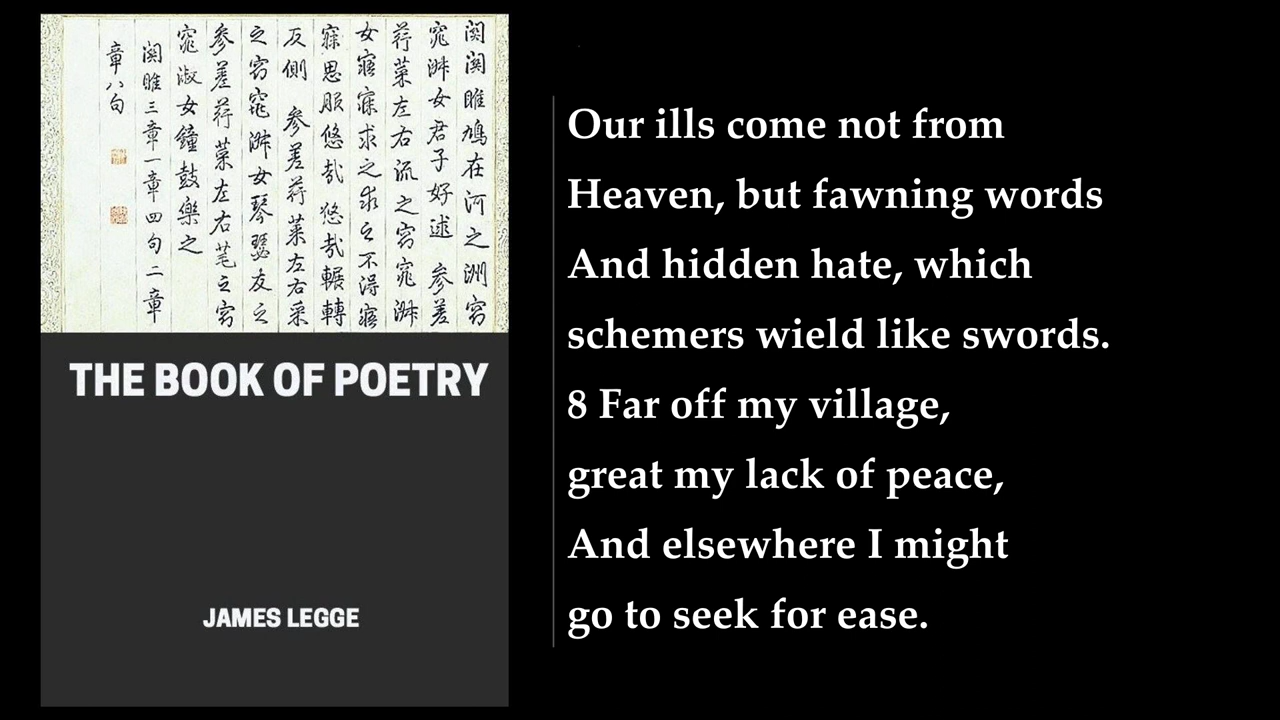 關關雎鳩在河之洲窈
窕淑女君子好逑 參差
荇菜左右流之窈窕淑
女寤寐求之求之不得寤
寐思服悠哉悠哉輾轉
反側 參差荇菜左右采
之窈窕淑女琴瑟友之
參差荇菜左右芼之窈
窕淑女鐘鼓樂之
關雎三章一章四句二章
章八句
THE BOOK OF POETRY
JAMES LEGGE
Our ills come not from
Heaven, but fawning words
And hidden hate, which
schemers wield like swords.
8 Far off my village,
great my lack of peace,
And elsewhere I might
go to seek for ease.